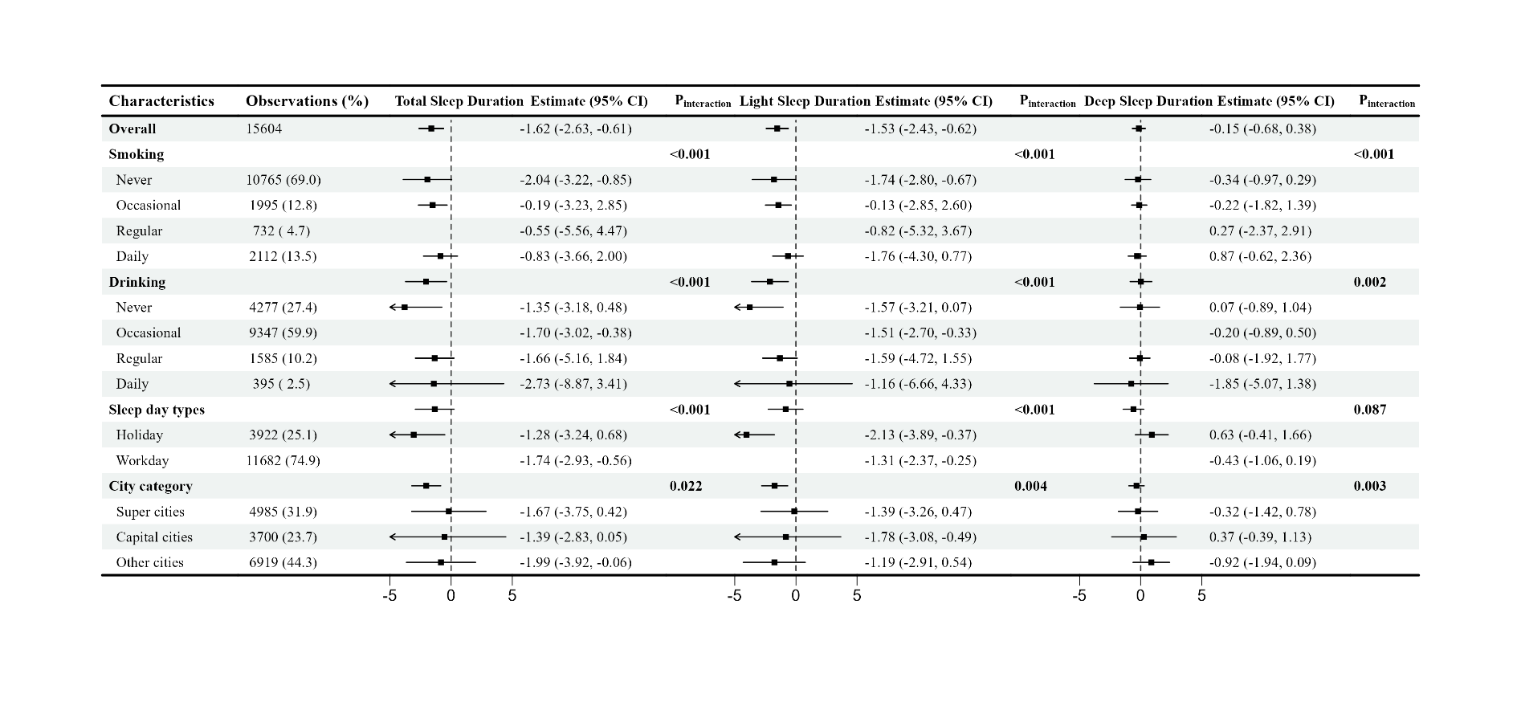 Characteristics Observations (%) Total Sleep Duration Estimate (95% CI) Pinteraction Light Sleep Duration Estimate (95% CI) Pinteraction Deep Sleep Duration Estimate (95% CI) Pinteraction
Overall 15604 -1.62 (-2.63, -0.61) -1.53 (-2.43, -0.62) -0.15 (-0.68, 0.38)
Smoking <0.001 <0.001 <0.001
Never 10765 (69.0) -2.04 (-3.22, -0.85) -1.74 (-2.80, -0.67) -0.34 (-0.97, 0.29)
Occasional 1995 (12.8) -0.19 (-3.23, 2.85) -0.13 (-2.85, 2.60) -0.22 (-1.82, 1.39)
Regular 732 ( 4.7) -0.55 (-5.56, 4.47) -0.82 (-5.32, 3.67) 0.27 (-2.37, 2.91)
Daily 2112 (13.5) -0.83 (-3.66, 2.00) -1.76 (-4.30, 0.77) 0.87 (-0.62, 2.36)
Drinking <0.001 <0.001 0.002
Never 4277 (27.4) -1.35 (-3.18, 0.48) -1.57 (-3.21, 0.07) 0.07 (-0.89, 1.04)
Occasional 9347 (59.9) -1.70 (-3.02, -0.38) -1.51 (-2.70, -0.33) -0.20 (-0.89, 0.50)
Regular 1585 (10.2) -1.66 (-5.16, 1.84) -1.59 (-4.72, 1.55) -0.08 (-1.92, 1.77)
Daily 395 ( 2.5) -2.73 (-8.87, 3.41) -1.16 (-6.66, 4.33) -1.85 (-5.07, 1.38)
Sleep day types <0.001 <0.001 0.087
Holiday 3922 (25.1) -1.28 (-3.24, 0.68) -2.13 (-3.89, -0.37) 0.63 (-0.41, 1.66)
Workday 11682 (74.9) -1.74 (-2.93, -0.56) -1.31 (-2.37, -0.25) -0.43 (-1.06, 0.19)
City category 0.022 0.004 0.003
Super cities 4985 (31.9) -1.67 (-3.75, 0.42) -1.39 (-3.26, 0.47) -0.32 (-1.42, 0.78)
Capital cities 3700 (23.7) -1.39 (-2.83, 0.05) -1.78 (-3.08, -0.49) 0.37 (-0.39, 1.13)
Other cities 6919 (44.3) -1.99 (-3.92, -0.06) -1.19 (-2.91, 0.54) -0.92 (-1.94, 0.09)
-5 0 5 -5 0 5 -5 0 5